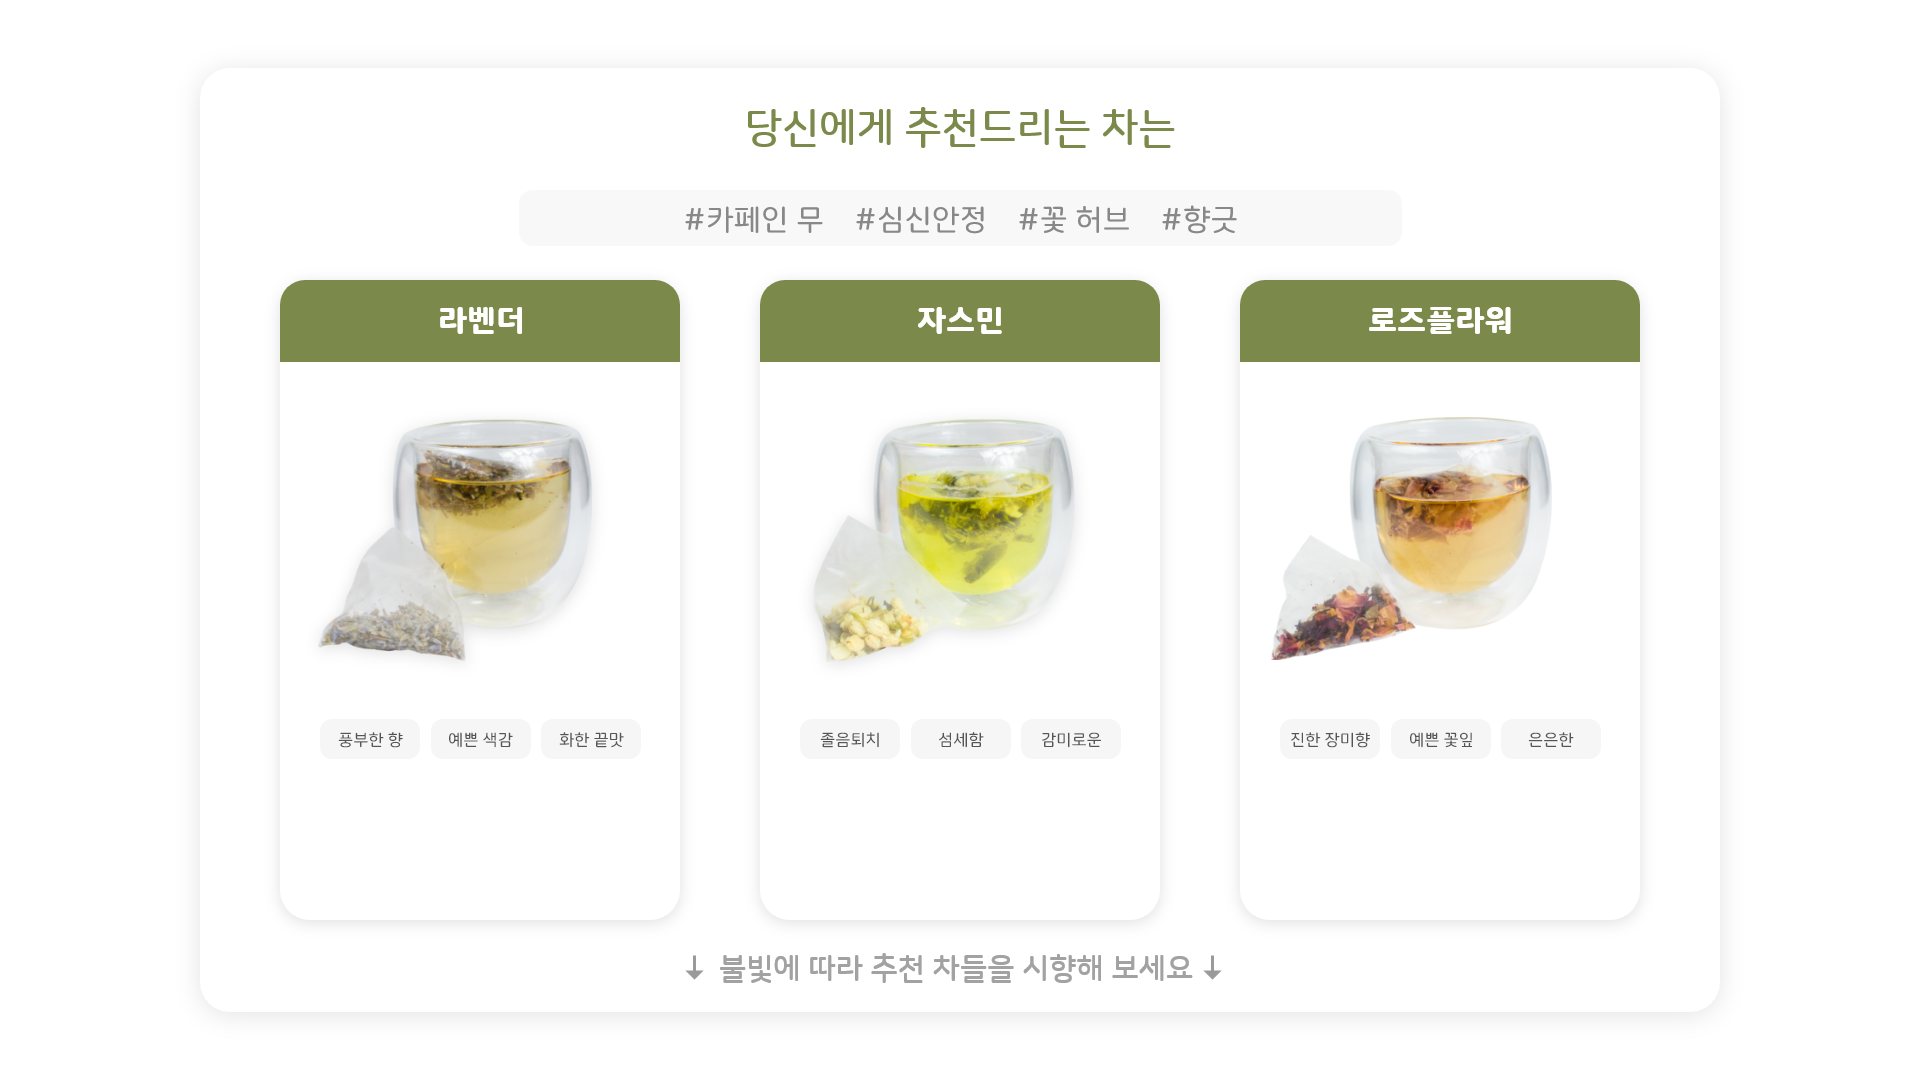 당신에게 추천드리는 차는
#카페인 무 #심신안정 #꽃 허브 #향긋
라벤더
풍부한 향 예쁜 색감 화한 끝맛
자스민
졸음퇴치 섬세함 감미로운
로즈플라워
진한 장미향 예쁜 꽃잎 은은한
↓ 불빛에 따라 추천 차들을 시향해 보세요 ↓